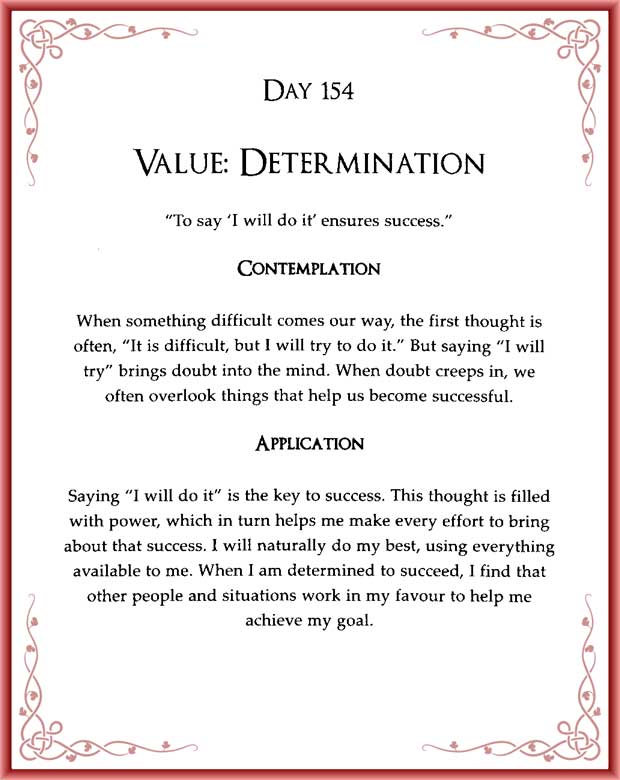 DAY 154
VALUE: DETERMINATION
"To say 'I will do it' ensures success."
CONTEMPLATION
When something difficult comes our way, the first thought is
often, "It is difficult, but I will try to do it." But saying "I will
try" brings doubt into the mind. When doubt creeps in, we
often overlook things that help us become successful.
APPLICATION
Saying "I will do it" is the key to success. This thought is filled
with power, which in turn helps me make every effort to bring
about that success. I will naturally do my best, using everything
available to me. When I am determined to succeed, I find that
other people and situations work in my favour to help me
achieve my goal.